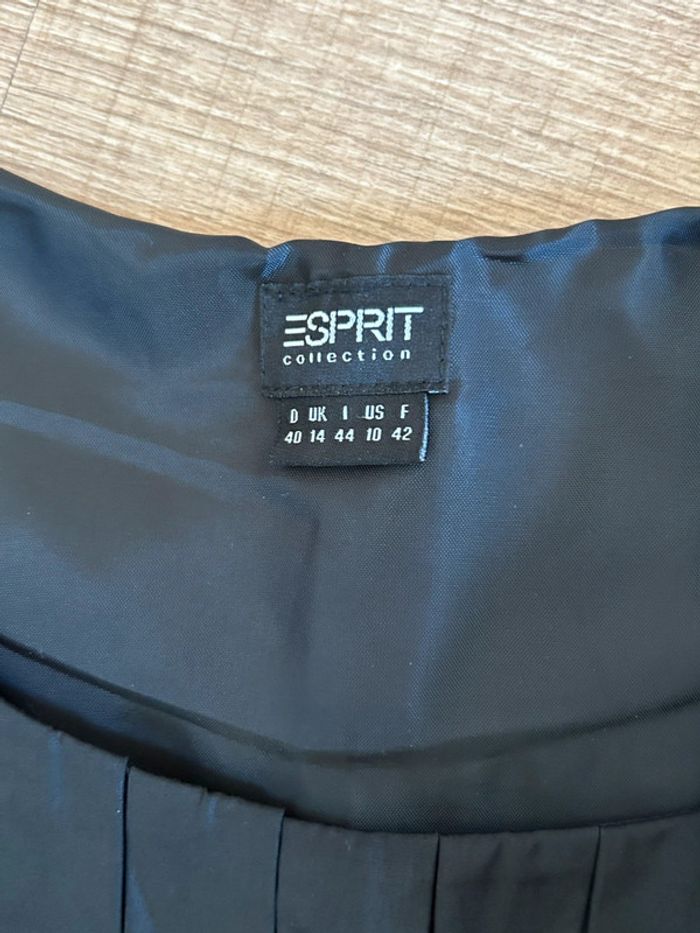 ESPRIT
collection
D UK I US F
40 14 44 10 42